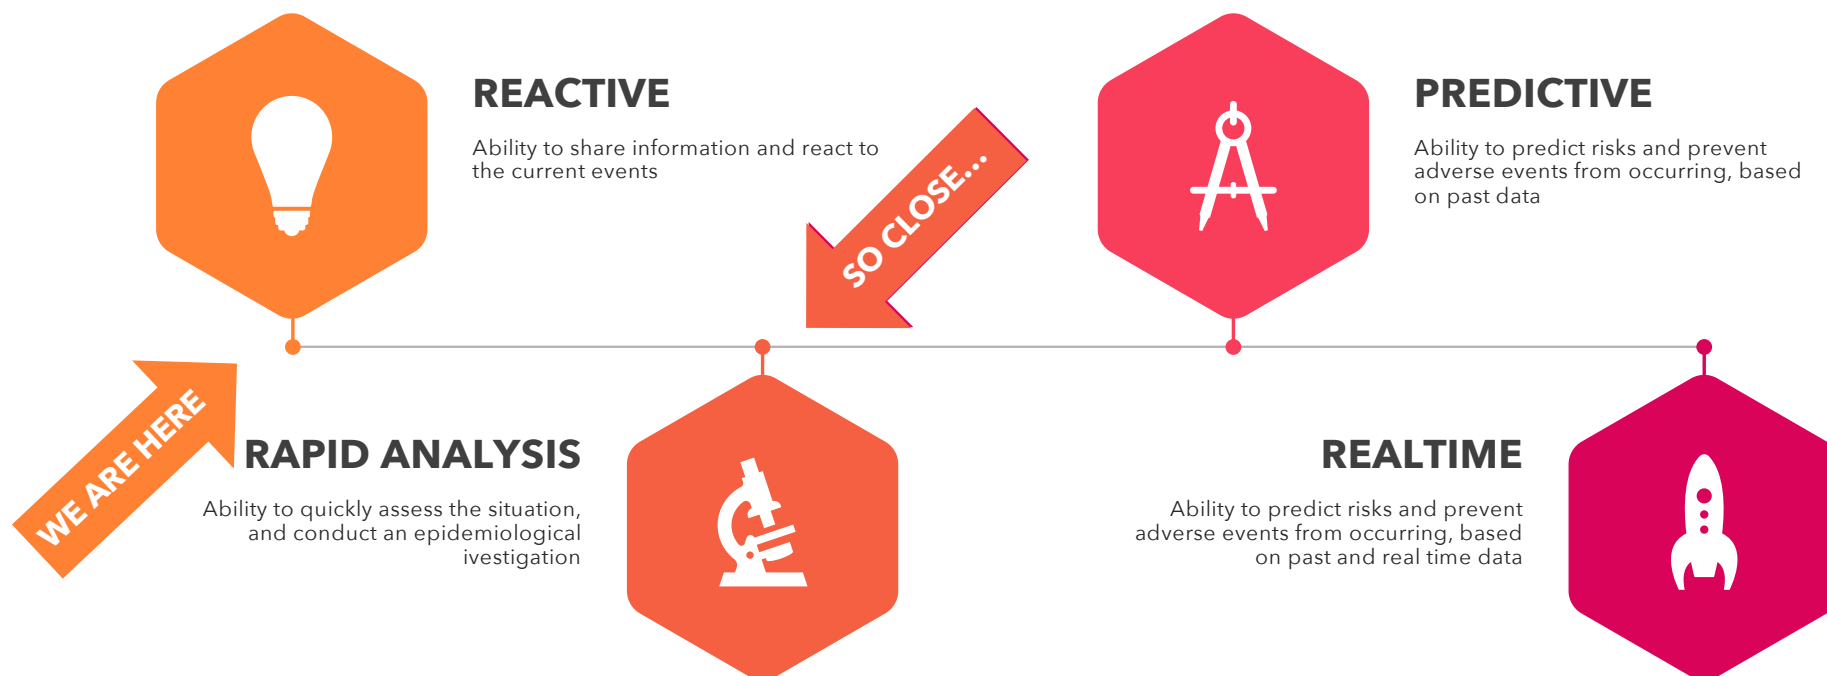 REACTIVE
Ability to share information and react to
the current events
SO CLOSE...
PREDICTIVE
Ability to predict risks and prevent
adverse events from occurring, based
on past data
WE ARE HERE
RAPID ANALYSIS
Ability to quickly assess the situation,
and conduct an epidemiological
ivestigation
REALTIME
Ability to predict risks and prevent
adverse events from occurring, based
on past and real time data